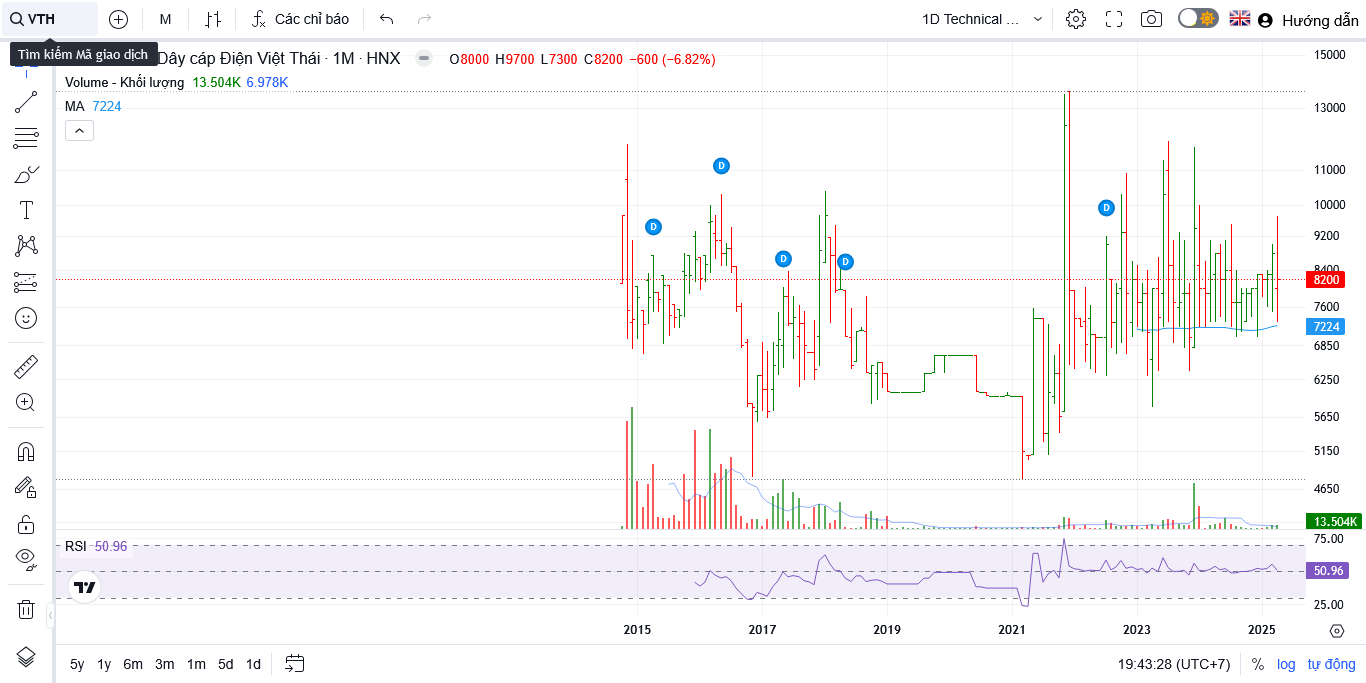 VTH M Các chỉ báo 1D Technical ... Hướng dẫn
Tìm kiếm Mã giao dịch
Dây cáp Điện Việt Thái · 1M · HNX O8000 H9700 L7300 C8200 −600 (−6.82%)
Volume - Khối lượng 13.504K 6.978K
MA 7224
15000
13000
11000
10000
9200
8400
8200
7600
7224
6850
6250
5650
5150
4650
13.504K
D
D
D
D
D
RSI 50.96
75.00
50.96
25.00
2015 2017 2019 2021 2023 2025
5y 1y 6m 3m 1m 5d 1d 19:43:28 (UTC+7) % log tự động